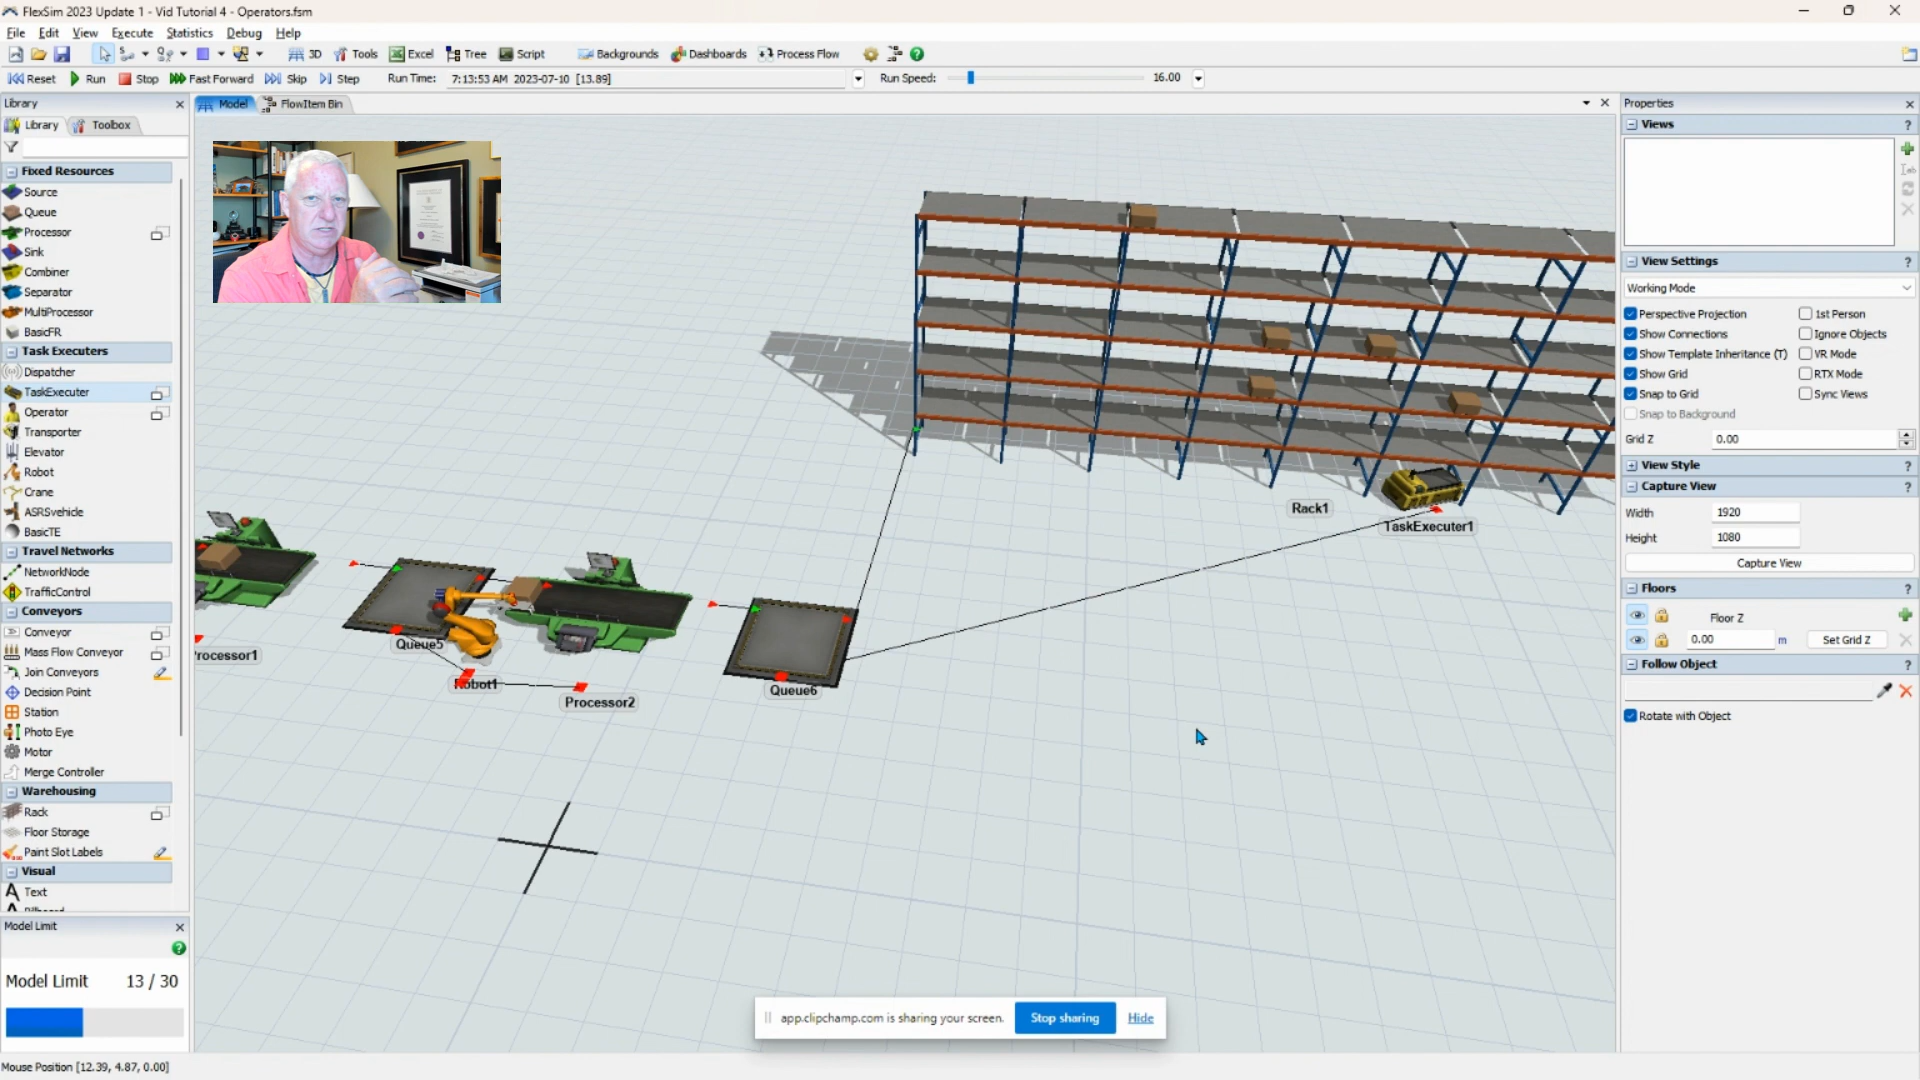 FlexSim 2023 Update 1 - Vid Tutorial 4 - Operators.fsm
File Edit View Execute Statistics Debug Help
3D Tools Excel Tree Script Backgrounds Dashboards Process Flow
Reset Run Stop Fast Forward Skip Step Run Time: 7:13:53 AM 2023-07-10 [13.89] Run Speed: 16.00
Library
Library Toolbox
Fixed Resources
Source
Queue
Processor
Sink
Combiner
Separator
MultiProcessor
BasicFR
Task Executers
Dispatcher
TaskExecuter
Operator
Transporter
Elevator
Robot
Crane
ASRSvehicle
BasicTE
Travel Networks
NetworkNode
TrafficControl
Conveyors
Conveyor
Mass Flow Conveyor
Join Conveyors
Decision Point
Station
Photo Eye
Motor
Merge Controller
Warehousing
Rack
Floor Storage
Paint Slot Labels
Visual
Text
Model Limit
Model Limit 13 / 30
Mouse Position [12.39, 4.87, 0.00]
Model FlowItem Bin
Rack1
TaskExecuter1
Queue5
rocessor1
Robot1
Processor2
Queue6
app.clipchamp.com is sharing your screen. Stop sharing Hide
Properties
Views
View Settings
Working Mode
Perspective Projection 1st Person
Show Connections Ignore Objects
Show Template Inheritance (T) VR Mode
Show Grid RTX Mode
Snap to Grid Sync Views
Snap to Background
Grid Z 0.00
View Style
Capture View
Width 1920
Height 1080
Capture View
Floors
Floor Z
0.00 m Set Grid Z
Follow Object
Rotate with Object